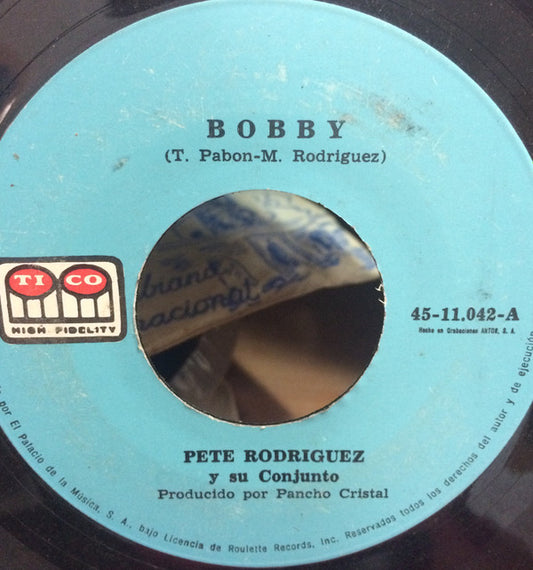 BOBBY
(T. Pabon-M. Rodriguez)
TICO
HIGH FIDELITY
45-11.042-A
Hecho en Grabaciones ANTOR, S. A.
PETE RODRIGUEZ
y su Conjunto
Producido por Pancho Cristal
por El Palacio de la Música, S. A., bajo Licencia de Roulette Records, Inc. Reservados todos los derechos del autor y de ejecución